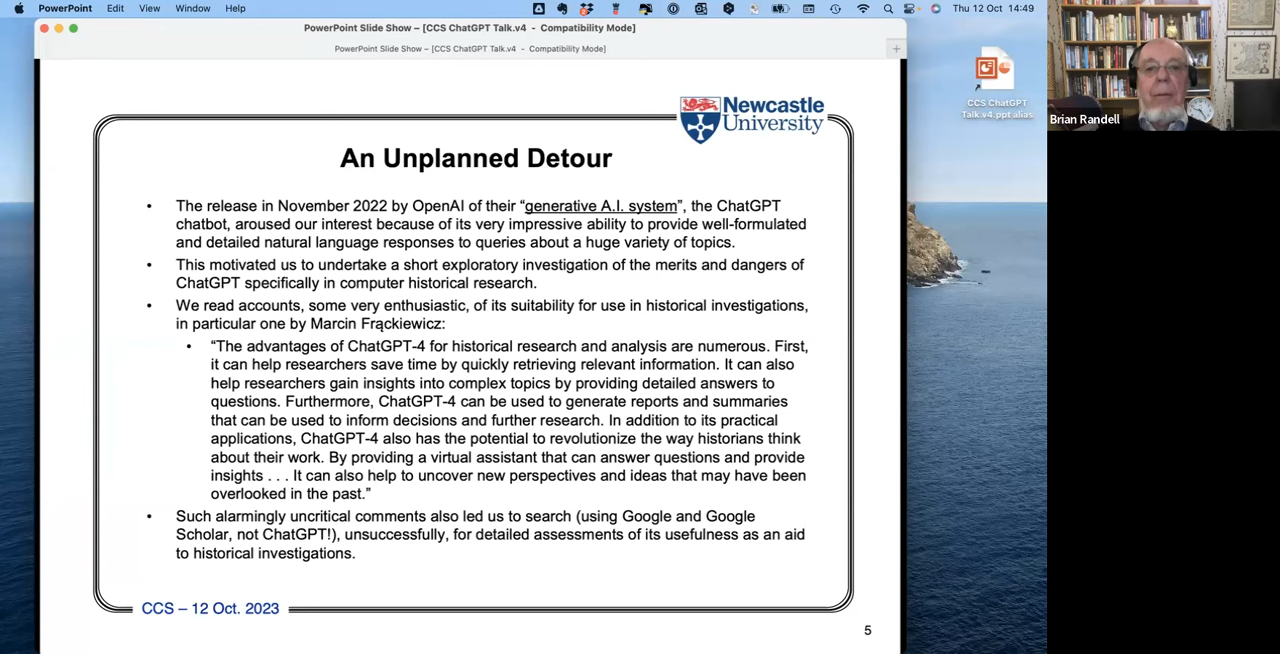 PowerPoint Edit View Window Help Thu 12 Oct 14:49
PowerPoint Slide Show - [CCS ChatGPT Talk.v4 - Compatibility Mode]
PowerPoint Slide Show - [CCS ChatGPT Talk.v4 - Compatibility Mode]
CCS ChatGPT
Talk.v4.ppt alias
Brian Randell
Newcastle
University
An Unplanned Detour
• The release in November 2022 by OpenAI of their “generative A.I. system”, the ChatGPT
chatbot, aroused our interest because of its very impressive ability to provide well-formulated
and detailed natural language responses to queries about a huge variety of topics.
• This motivated us to undertake a short exploratory investigation of the merits and dangers of
ChatGPT specifically in computer historical research.
• We read accounts, some very enthusiastic, of its suitability for use in historical investigations,
in particular one by Marcin Frąckiewicz:
• “The advantages of ChatGPT-4 for historical research and analysis are numerous. First,
it can help researchers save time by quickly retrieving relevant information. It can also
help researchers gain insights into complex topics by providing detailed answers to
questions. Furthermore, ChatGPT-4 can be used to generate reports and summaries
that can be used to inform decisions and further research. In addition to its practical
applications, ChatGPT-4 also has the potential to revolutionize the way historians think
about their work. By providing a virtual assistant that can answer questions and provide
insights . . . It can also help to uncover new perspectives and ideas that may have been
overlooked in the past.”
• Such alarmingly uncritical comments also led us to search (using Google and Google
Scholar, not ChatGPT!), unsuccessfully, for detailed assessments of its usefulness as an aid
to historical investigations.
CCS – 12 Oct. 2023
5